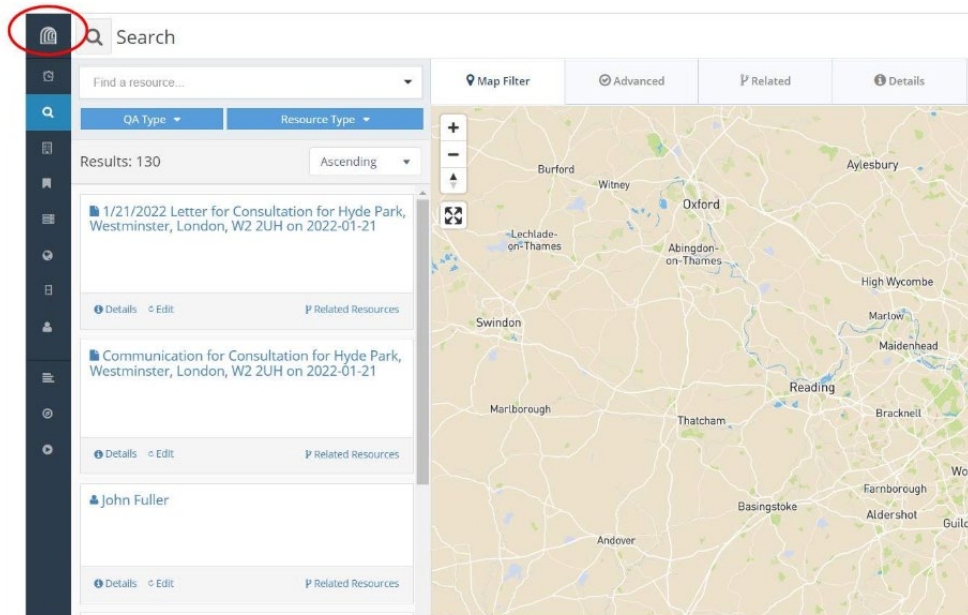 Search
Find a resource...
QA Type
Resource Type
Results: 130
Ascending
1/21/2022 Letter for Consultation for Hyde Park,
Westminster, London, W2 2UH on 2022-01-21
Details Edit Related Resources
Communication for Consultation for Hyde Park,
Westminster, London, W2 2UH on 2022-01-21
Details Edit Related Resources
John Fuller
Details Edit Related Resources
Map Filter
Advanced
Related
Details
Burford
Witney
Aylesbury
Oxford
Lechlade-
on-Thames
Abingdon-
on-Thames
High Wycombe
Swindon
Marlow
Maidenhead
Reading
Marlborough
Thatcham
Bracknell
Wo
Farnborough
Basingstoke
Aldershot
Guild
Andover